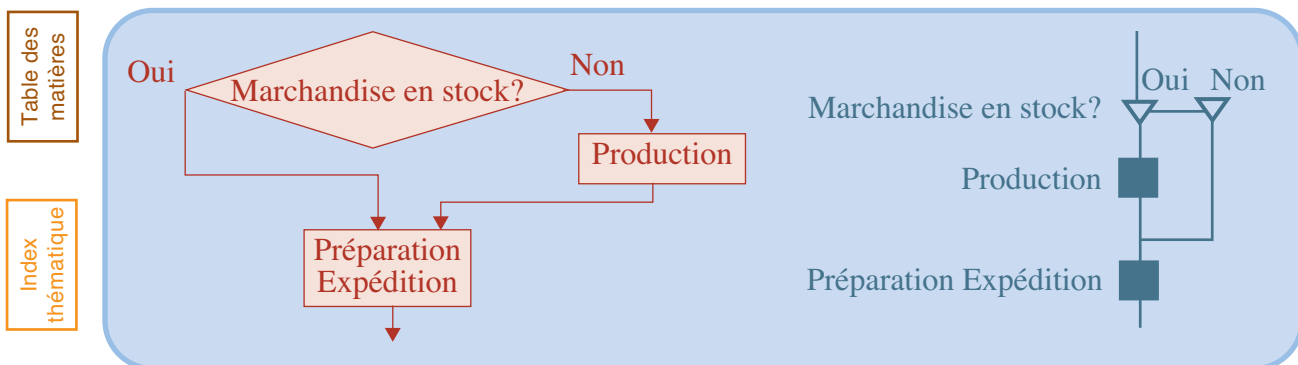 Table des
matières
Index
thématique
Oui
Non
Marchandise en stock?
Production
Préparation
Expédition
Oui Non
Marchandise en stock?
Production
Préparation Expédition